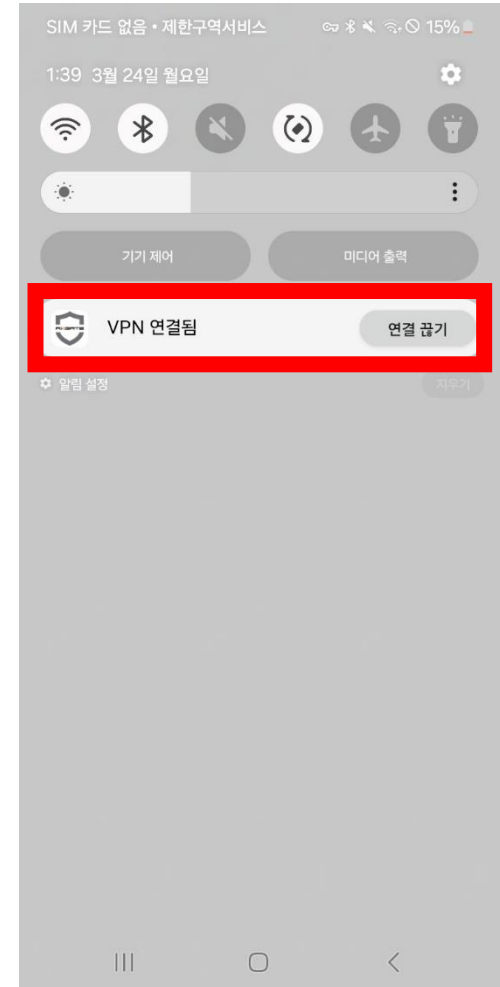 SIM 카드 없음 • 제한구역서비스 15%
1:39 3월 24일 월요일
기기 제어 미디어 출력
VPN 연결됨 연결 끊기
알림 설정 지우기